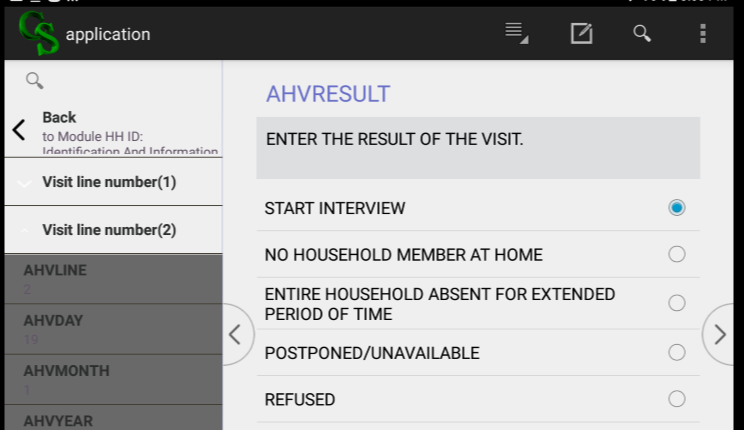 CS application
Back
to Module HH ID:
Identification And Information
Visit line number(1)
Visit line number(2)
AHVLINE
2
AHVDAY
19
AHVMONTH
1
AHVYEAR
AHVRESULT
ENTER THE RESULT OF THE VISIT.
START INTERVIEW
NO HOUSEHOLD MEMBER AT HOME
ENTIRE HOUSEHOLD ABSENT FOR EXTENDED
PERIOD OF TIME
POSTPONED/UNAVAILABLE
REFUSED